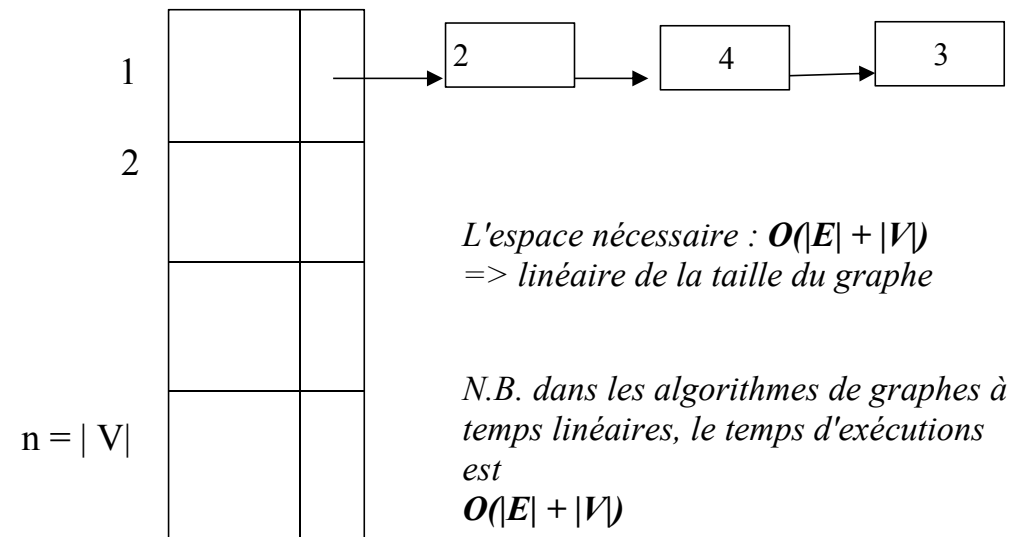 1
2
4
3
2
L'espace nécessaire : O(|E| + |V|)
=> linéaire de la taille du graphe
N.B. dans les algorithmes de graphes à
temps linéaires, le temps d'exécutions
est
O(|E| + |V|)
n = | V|